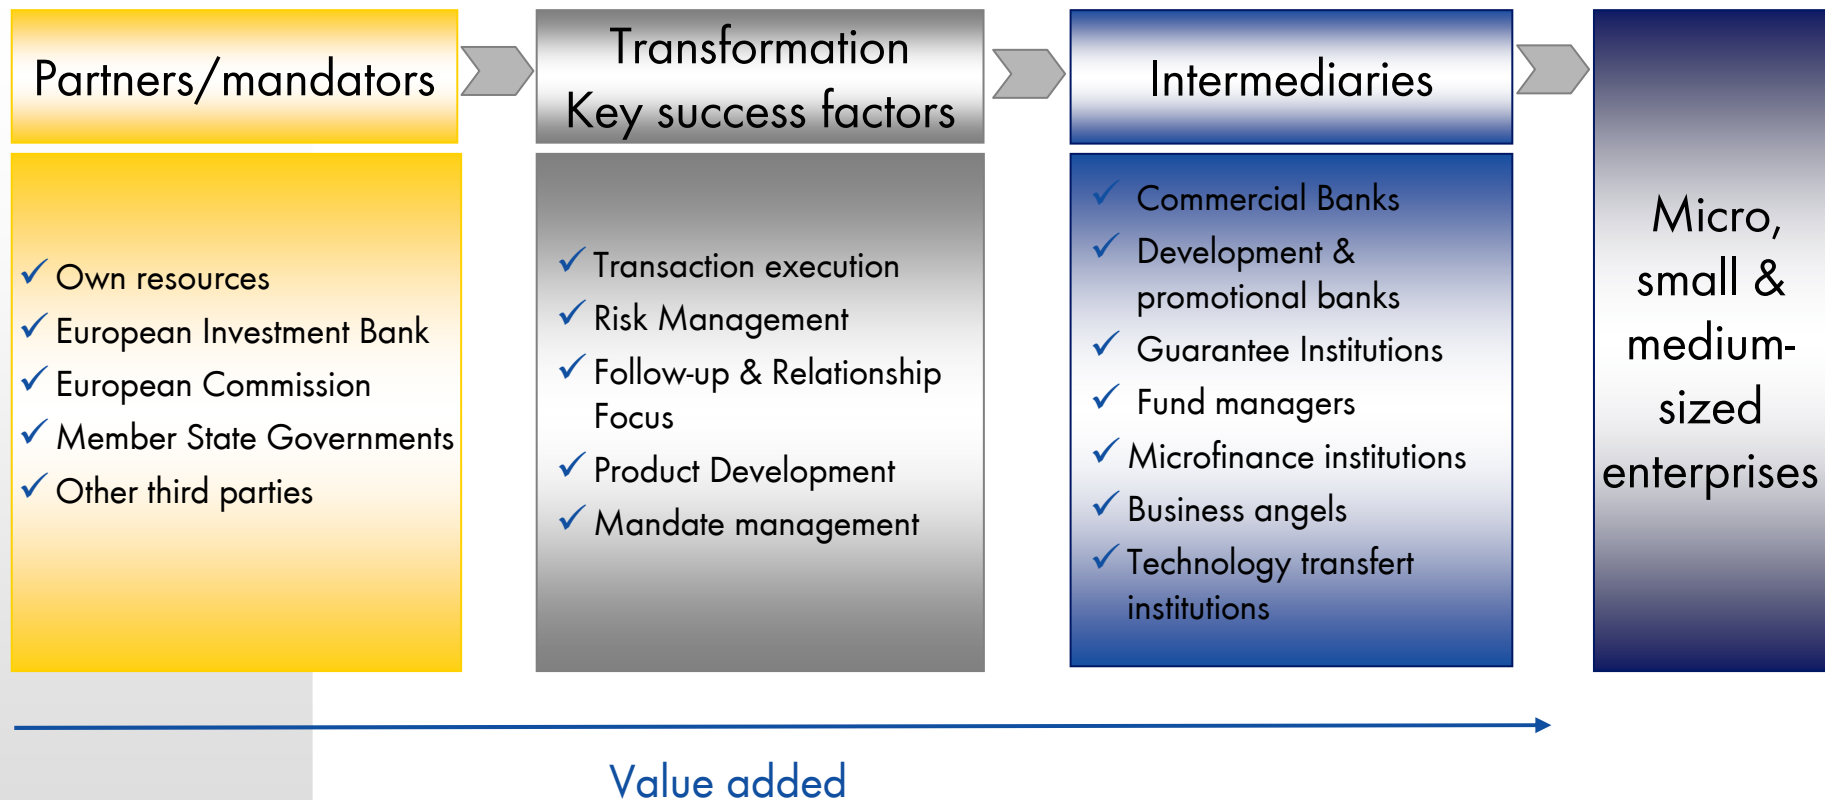 Partners/mandators
Transformation
Key success factors
Intermediaries
✓ Own resources
✓ European Investment Bank
✓ European Commission
✓ Member State Governments
✓ Other third parties
✓ Transaction execution
✓ Risk Management
✓ Follow-up & Relationship
Focus
✓ Product Development
✓ Mandate management
✓ Commercial Banks
✓ Development &
promotional banks
✓ Guarantee Institutions
✓ Fund managers
✓ Microfinance institutions
✓ Business angels
✓ Technology transfert
institutions
Micro,
small &
medium-
sized
enterprises
Value added